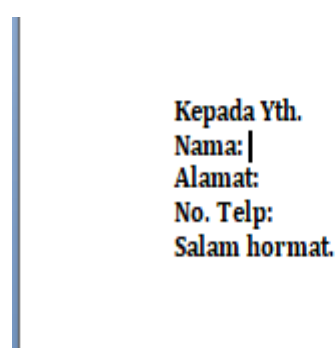 Kepada Yth.
Nama:
Alamat:
No. Telp:
Salam hormat.